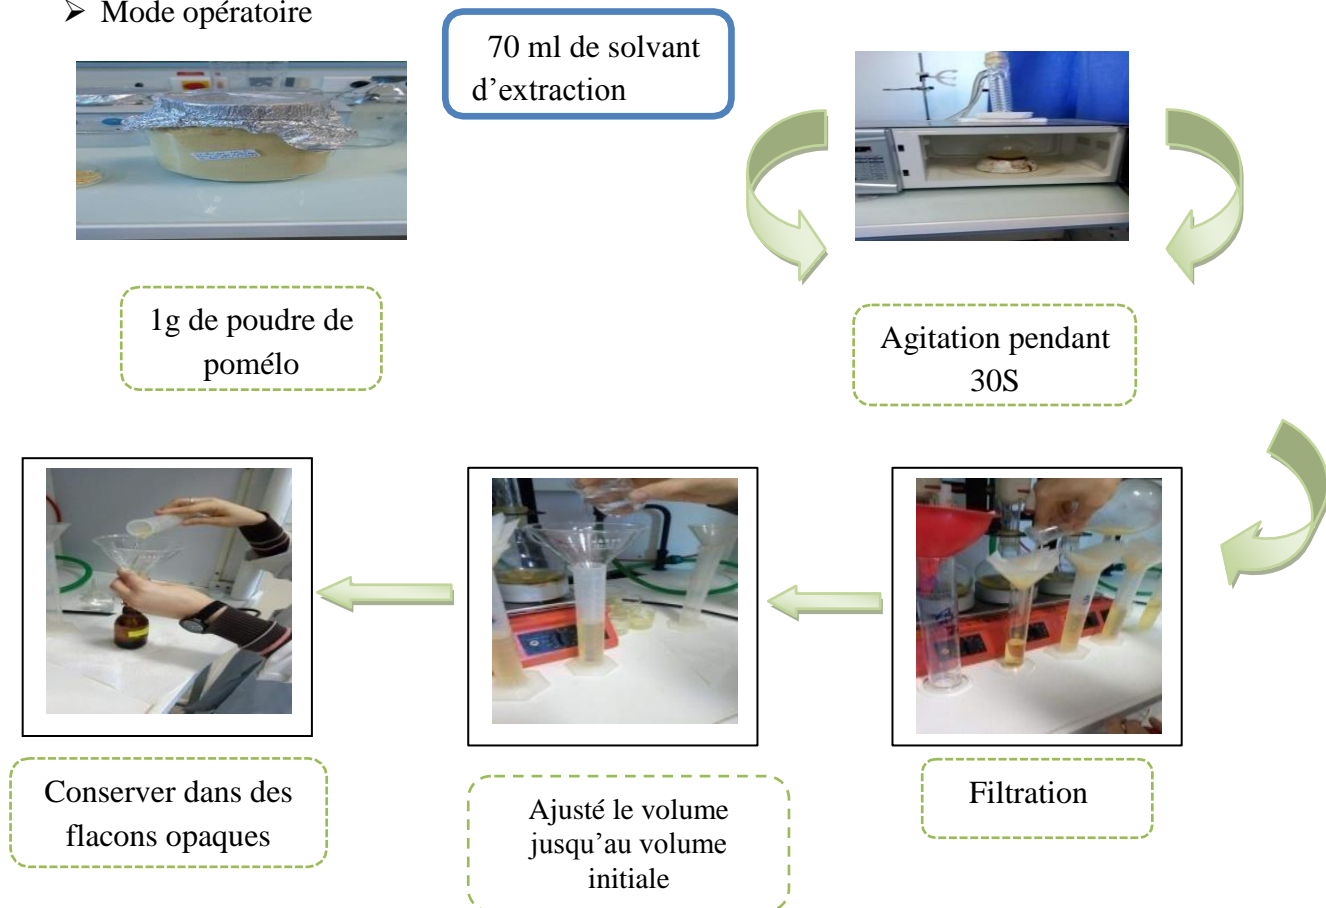 ➢ Mode opératoire
70 ml de solvant
d’extraction
1g de poudre de
pomélo
Agitation pendant
30S
Filtration
Ajusté le volume
jusqu’au volume
initiale
Conserver dans des
flacons opaques